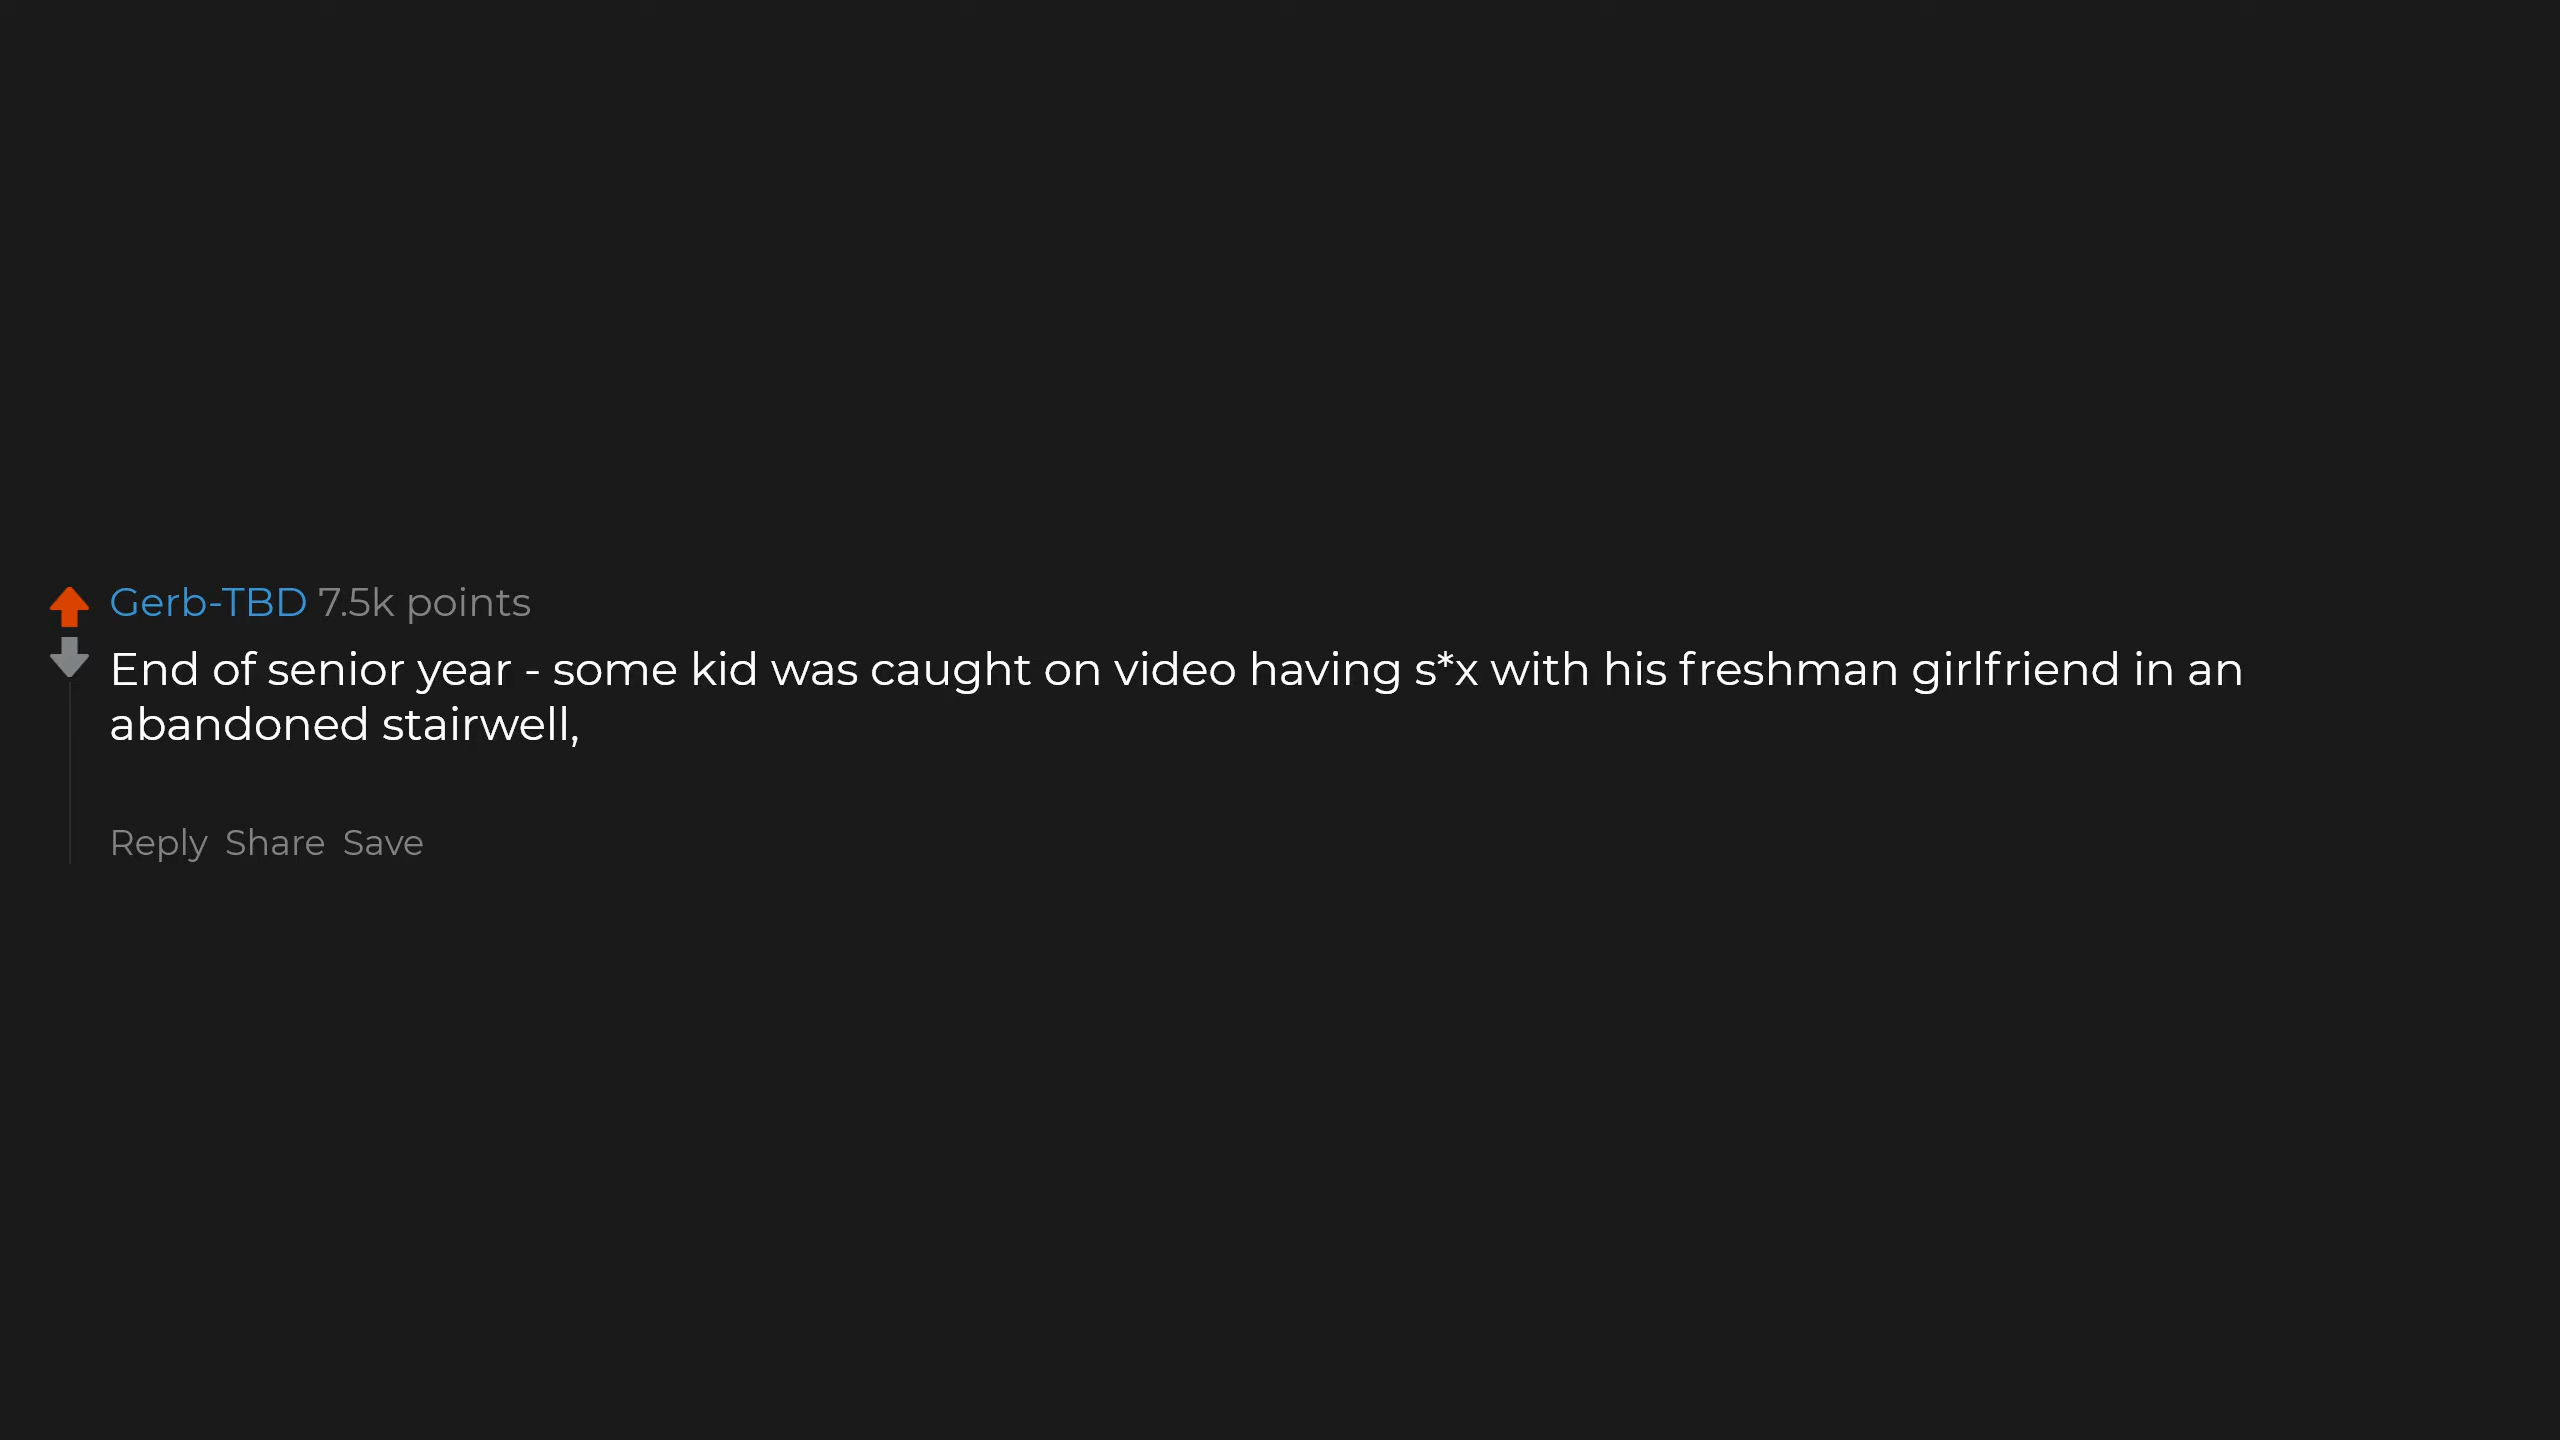 Gerb-TBD 7.5k points
End of senior year - some kid was caught on video having s*x with his freshman girlfriend in an
abandoned stairwell,
Reply Share Save